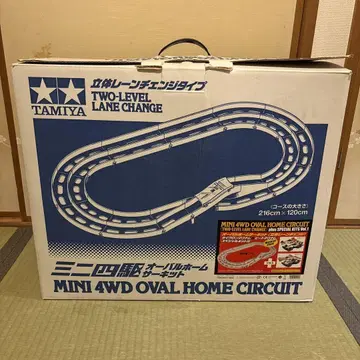 TAMIYA
立体レーンチェンジタイプ
TWO-LEVEL
LANE CHANGE
(コースの大きさ)
216cm×120cm
MINI 4WD OVAL HOME CIRCUIT
ミニ四駆 オーバルホーム
サーキット
MINI 4WD OVAL HOME CIRCUIT